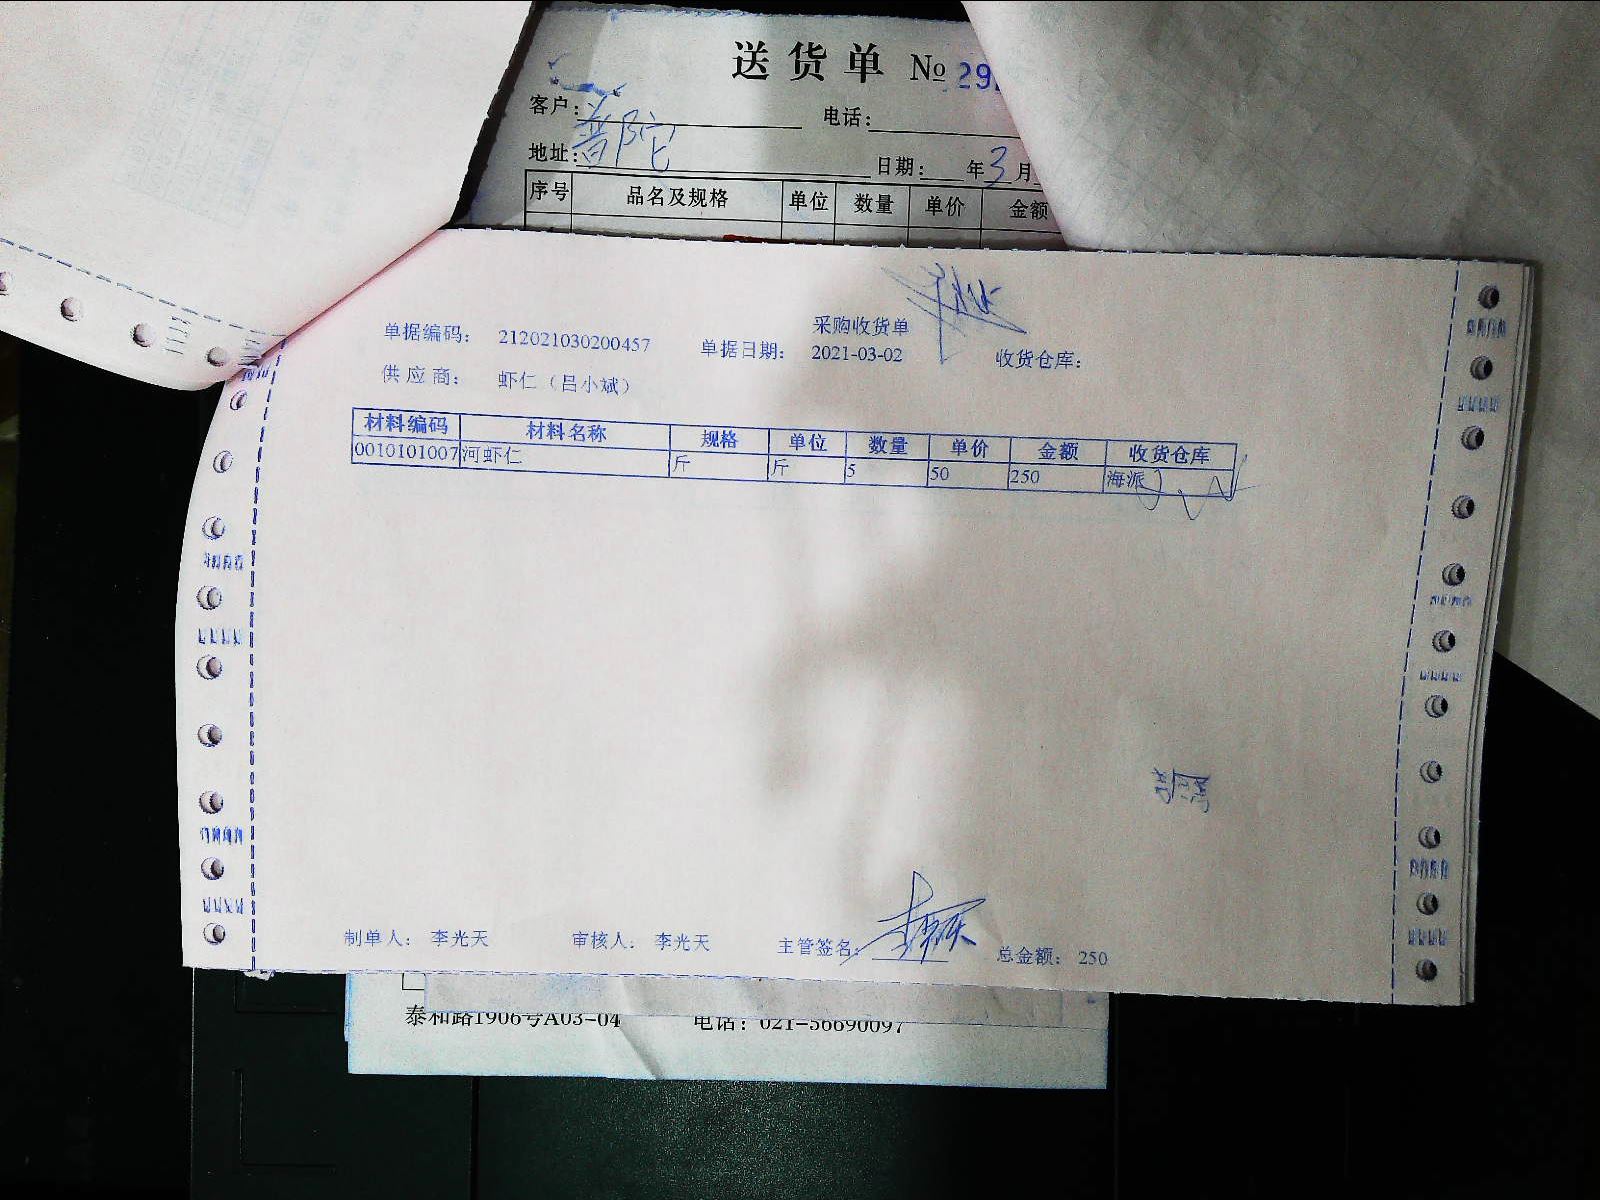 送货单 № 29
客户： 电话：
地址：普陀 日期： 年3月
序号 品名及规格 单位 数量 单价 金额
采购收货单
单据编码： 212021030200457 单据日期： 2021-03-02 收货仓库：
供应商： 虾仁（吕小斌）
材料编码 材料名称 规格 单位 数量 单价 金额 收货仓库
0010101007 河虾仁 斤 斤 5 50 250 海派
制单人： 李光天 审核人： 李光天 主管签名： 总金额： 250
泰和路1906号A03-04 电话：021-56690097